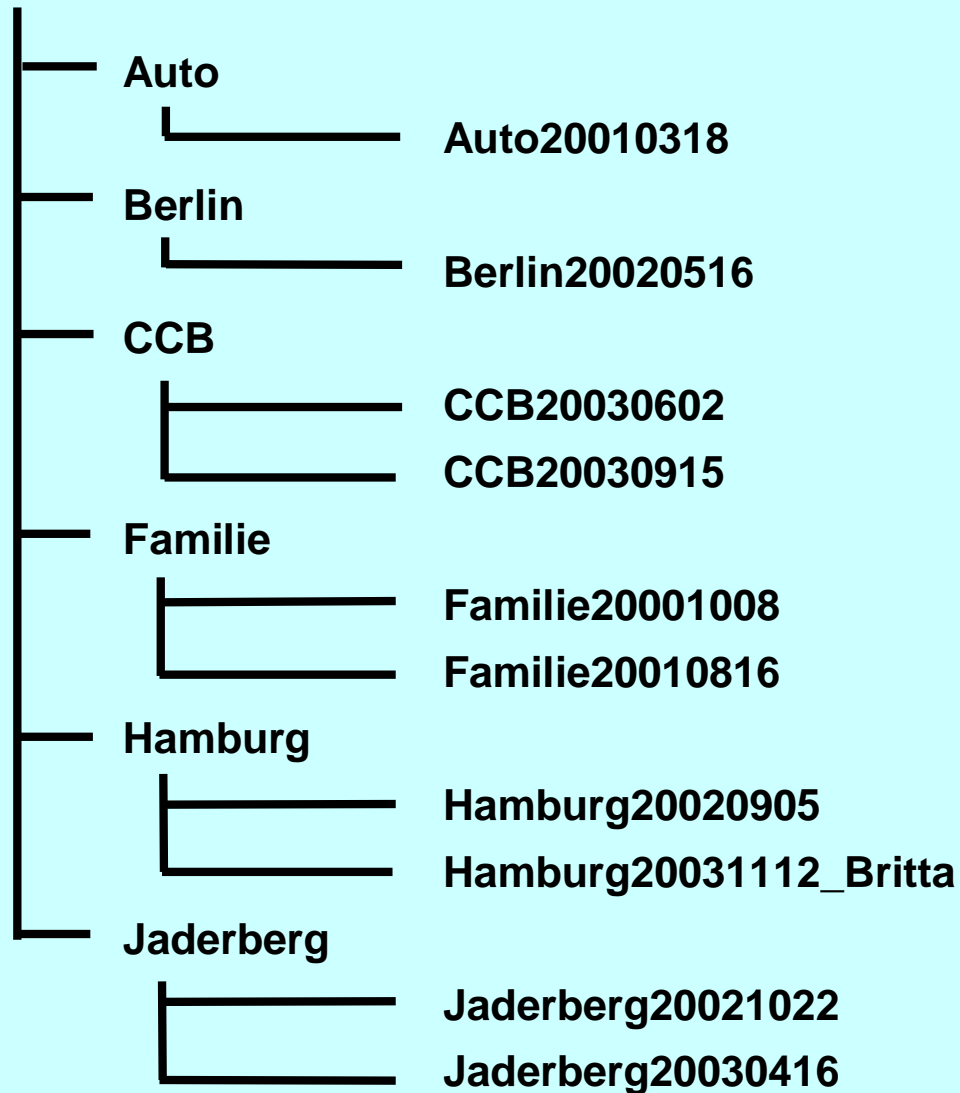 Auto
Auto20010318
Berlin
Berlin20020516
CCB
CCB20030602
CCB20030915
Familie
Familie20001008
Familie20010816
Hamburg
Hamburg20020905
Hamburg20031112_Britta
Jaderberg
Jaderberg20021022
Jaderberg20030416